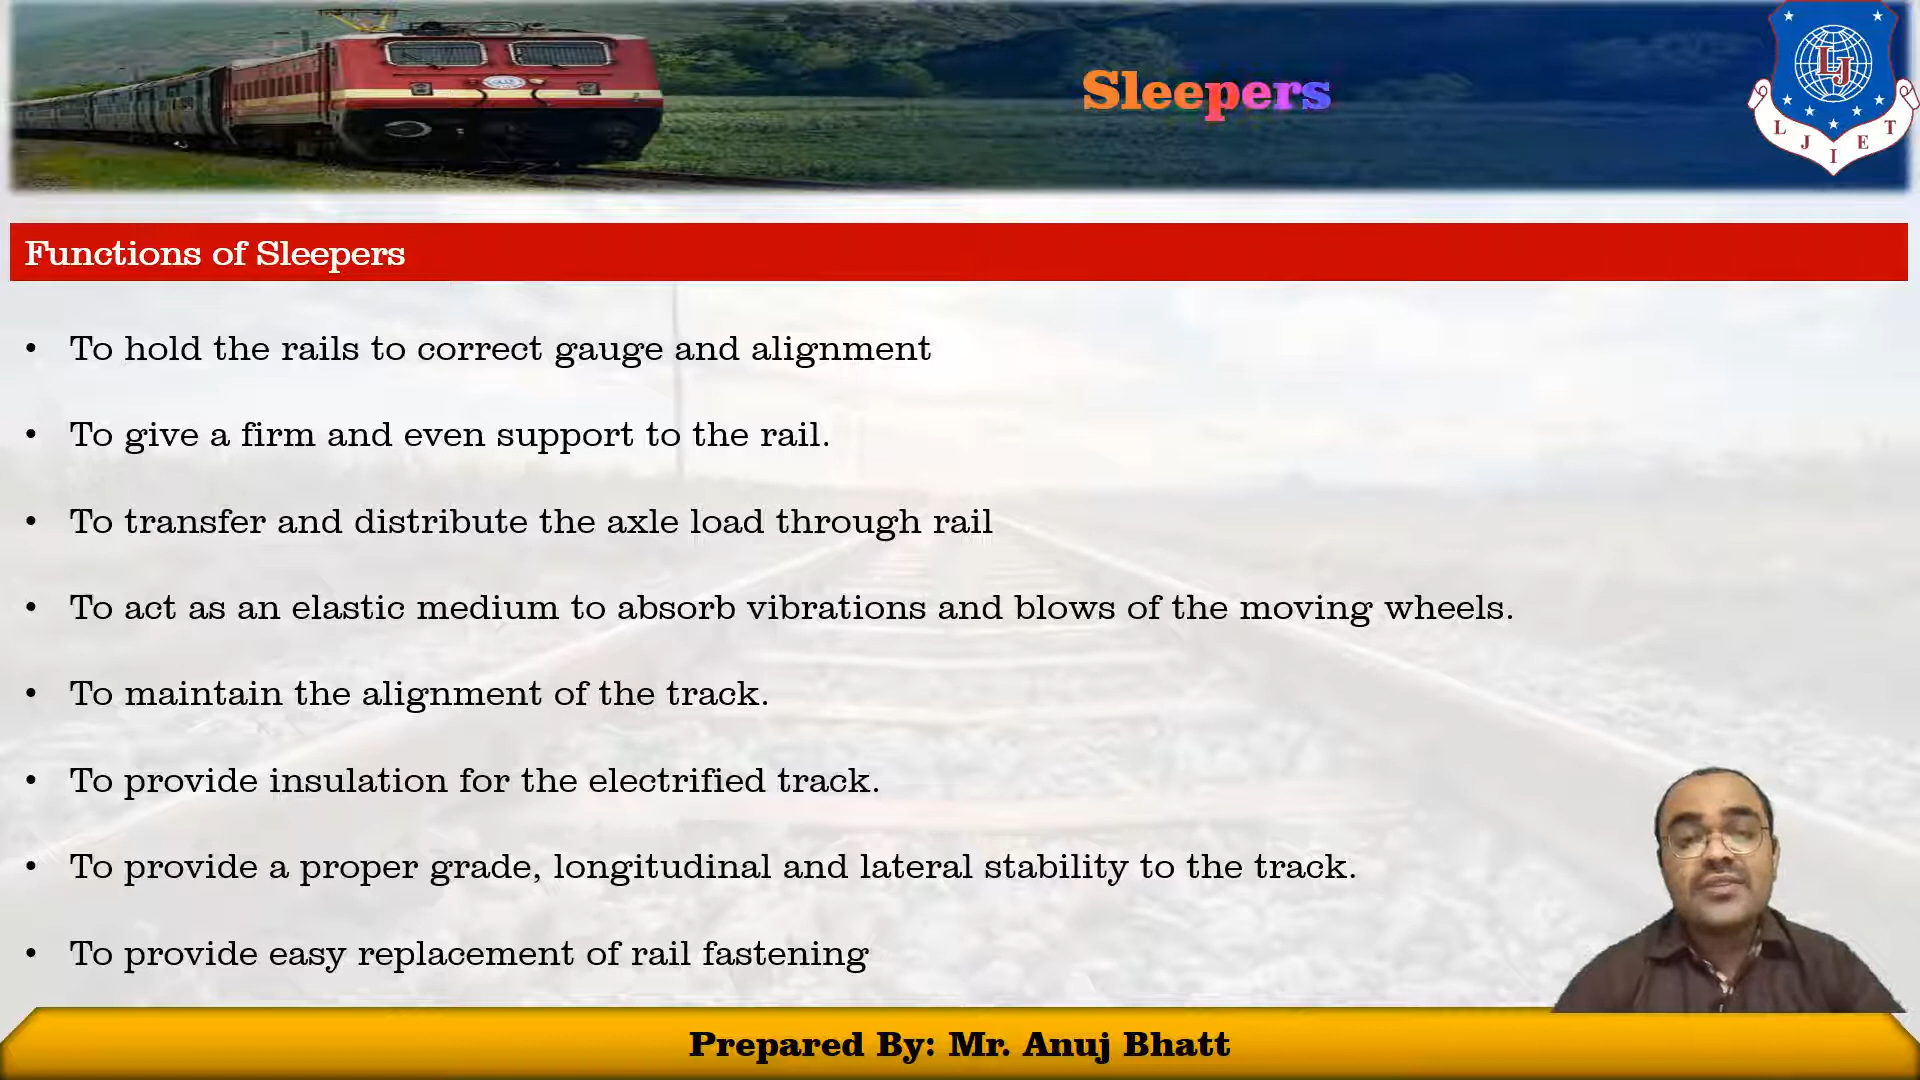 Sleepers
LJ
L J I E T
Functions of Sleepers
• To hold the rails to correct gauge and alignment
• To give a firm and even support to the rail.
• To transfer and distribute the axle load through rail
• To act as an elastic medium to absorb vibrations and blows of the moving wheels.
• To maintain the alignment of the track.
• To provide insulation for the electrified track.
• To provide a proper grade, longitudinal and lateral stability to the track.
• To provide easy replacement of rail fastening
Prepared By: Mr. Anuj Bhatt